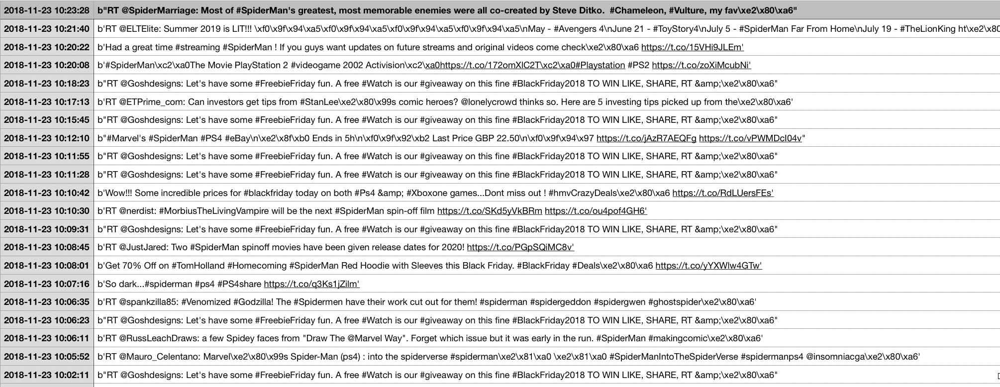 2018-11-23 10:23:28 b"RT @SpiderMarriage: Most of #SpiderMan's greatest, most memorable enemies were all co-created by Steve Ditko.  #Chameleon, #Vulture, my fav\xe2\x80\xa6"
2018-11-23 10:21:40 b'RT @ELTElite: Summer 2019 is LIT!!! \xf0\x9f\x94\xa5\xf0\x9f\x94\xa5\xf0\x9f\x94\xa5\xf0\x9f\x94\xa5\nMay - #Avengers 4\nJune 21 - #ToyStory4\nJuly 5 - #SpiderMan Far From Home\nJuly 19 - #TheLionKing ht\xe2\x80
2018-11-23 10:20:22 b'Had a great time #streaming #SpiderMan ! If you guys want updates on future streams and original videos come check\xe2\x80\xa6 https://t.co/15VHi9JLEm'
2018-11-23 10:20:08 b'#SpiderMan\xc2\xa0The Movie PlayStation 2 #videogame 2002 Activision\xc2\xa0https://t.co/172omXlC2T\xc2\xa0#Playstation #PS2 https://t.co/zoXiMcubNi'
2018-11-23 10:18:23 b"RT @Goshdesigns: Let's have some #FreebieFriday fun. A free #Watch is our #giveaway on this fine #BlackFriday2018 TO WIN LIKE, SHARE, RT &amp;\xe2\x80\xa6"
2018-11-23 10:17:13 b'RT @ETPrime_com: Can investors get tips from #StanLee\xe2\x80\x99s comic heroes? @lonelycrowd thinks so. Here are 5 investing tips picked up from the\xe2\x80\xa6'
2018-11-23 10:15:45 b"RT @Goshdesigns: Let's have some #FreebieFriday fun. A free #Watch is our #giveaway on this fine #BlackFriday2018 TO WIN LIKE, SHARE, RT &amp;\xe2\x80\xa6"
2018-11-23 10:12:10 b"#Marvel's #SpiderMan #PS4 #eBay\n\xe2\x8f\xb0 Ends in 5h\n\xf0\x9f\x92\xb2 Last Price GBP 22.50\n\xf0\x9f\x94\x97 https://t.co/jAzR7AEQFg https://t.co/vPWMDcI04v"
2018-11-23 10:11:55 b"RT @Goshdesigns: Let's have some #FreebieFriday fun. A free #Watch is our #giveaway on this fine #BlackFriday2018 TO WIN LIKE, SHARE, RT &amp;\xe2\x80\xa6"
2018-11-23 10:11:28 b"RT @Goshdesigns: Let's have some #FreebieFriday fun. A free #Watch is our #giveaway on this fine #BlackFriday2018 TO WIN LIKE, SHARE, RT &amp;\xe2\x80\xa6"
2018-11-23 10:10:42 b'Wow!!! Some incredible prices for #blackfriday today on both #Ps4 &amp; #Xboxone games...Dont miss out ! #hmvCrazyDeals\xe2\x80\xa6 https://t.co/RdLUersFEs'
2018-11-23 10:10:30 b'RT @nerdist: #MorbiusTheLivingVampire will be the next #SpiderMan spin-off film https://t.co/SKd5yVkBRm https://t.co/ou4pof4GH6'
2018-11-23 10:09:31 b"RT @Goshdesigns: Let's have some #FreebieFriday fun. A free #Watch is our #giveaway on this fine #BlackFriday2018 TO WIN LIKE, SHARE, RT &amp;\xe2\x80\xa6"
2018-11-23 10:08:45 b'RT @JustJared: Two #SpiderMan spinoff movies have been given release dates for 2020! https://t.co/PGpSQiMC8v'
2018-11-23 10:08:01 b'Get 70% Off on #TomHolland #Homecoming #SpiderMan Red Hoodie with Sleeves this Black Friday. #BlackFriday #Deals\xe2\x80\xa6 https://t.co/yYXWlw4GTw'
2018-11-23 10:07:16 b'So dark...#spiderman #ps4 #PS4share https://t.co/q3Ks1jZilm'
2018-11-23 10:06:35 b'RT @spankzilla85: #Venomized #Godzilla! The #Spidermen have their work cut out for them! #spiderman #spidergeddon #spidergwen #ghostspider\xe2\x80\xa6'
2018-11-23 10:06:23 b"RT @Goshdesigns: Let's have some #FreebieFriday fun. A free #Watch is our #giveaway on this fine #BlackFriday2018 TO WIN LIKE, SHARE, RT &amp;\xe2\x80\xa6"
2018-11-23 10:06:11 b'RT @RussLeachDraws: a few Spidey faces from "Draw The @Marvel Way". Forget which issue but it was early in the run. #SpiderMan #makingcomic\xe2\x80\xa6'
2018-11-23 10:05:52 b'RT @Mauro_Celentano: Marvel\xe2\x80\x99s Spider-Man (ps4) : into the spiderverse #spiderman\xe2\x81\xa0 \xe2\x81\xa0 #SpiderManIntoTheSpiderVerse #spidermanps4 @insomniacga\xe2\x80\xa6'
2018-11-23 10:02:11 b"RT @Goshdesigns: Let's have some #FreebieFriday fun. A free #Watch is our #giveaway on this fine #BlackFriday2018 TO WIN LIKE, SHARE, RT &amp;\xe2\x80\xa6"